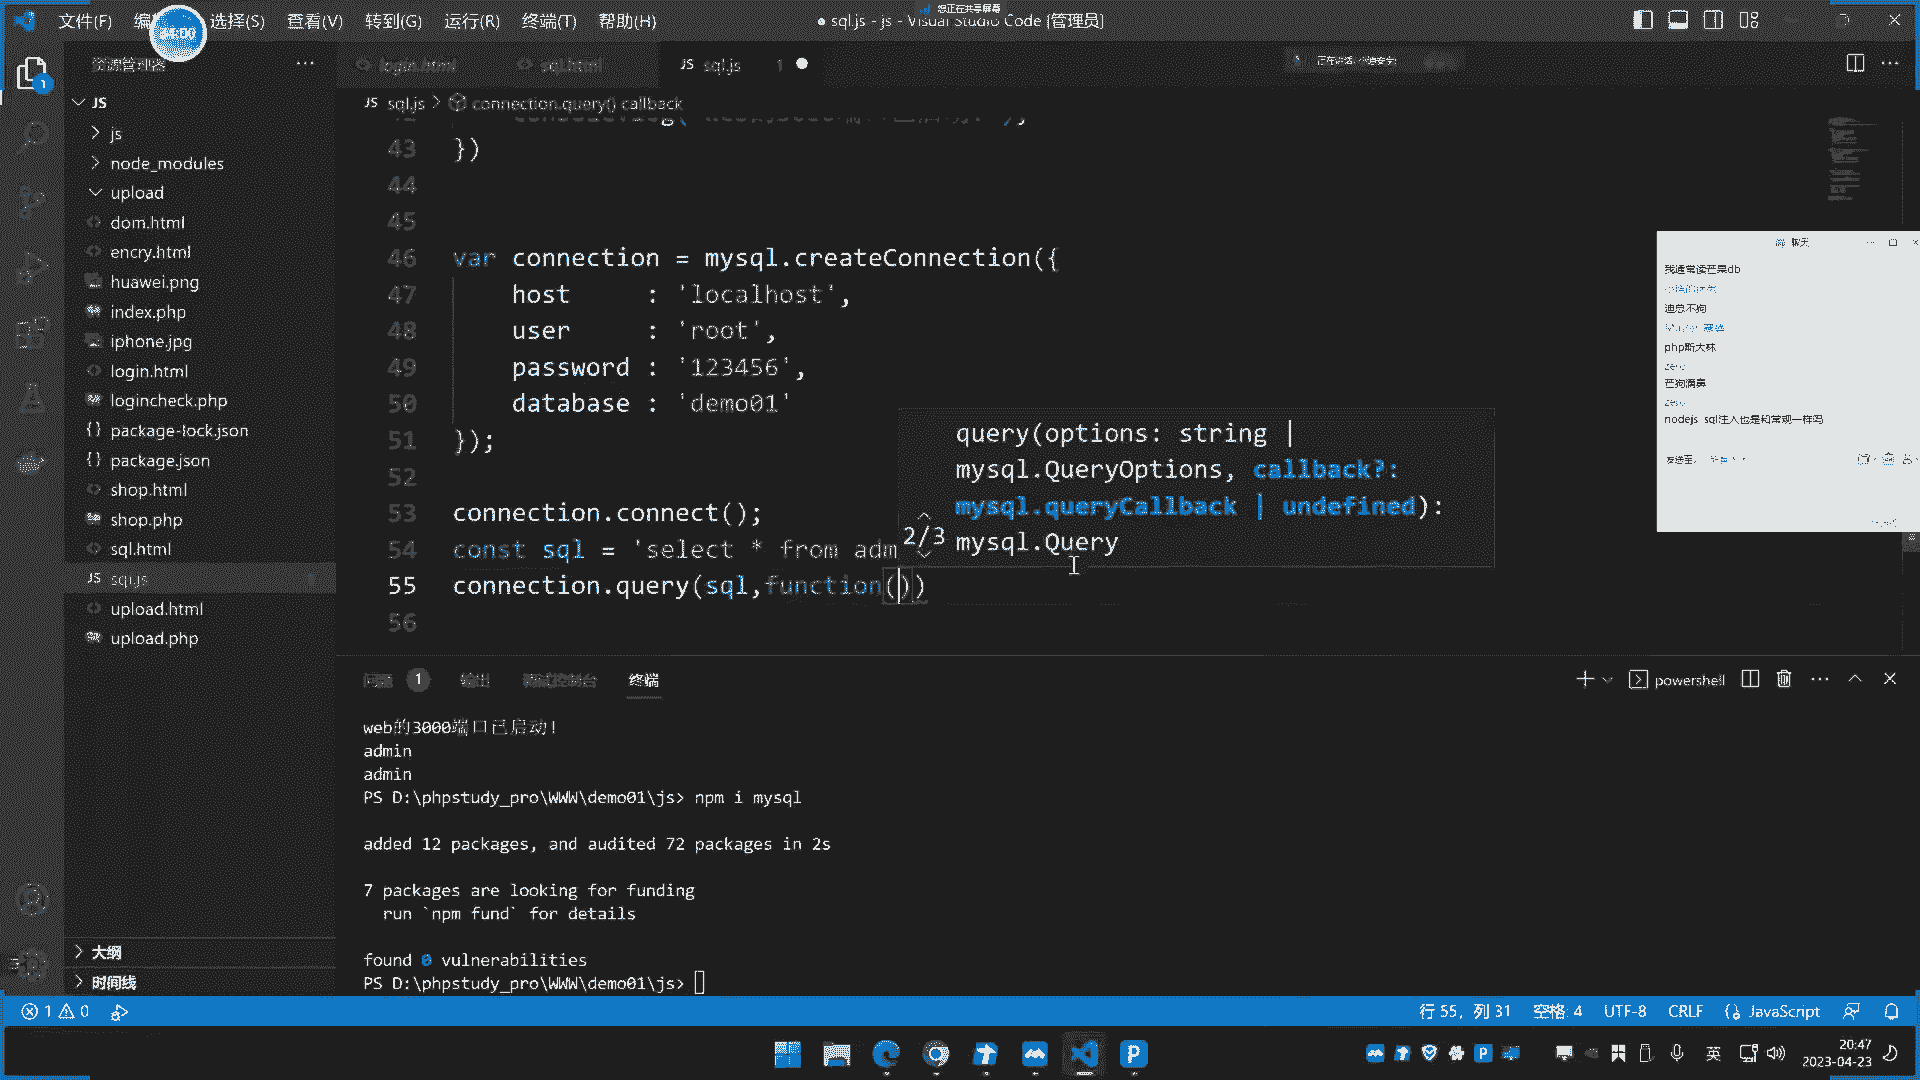 文件(F) 选择(S) 查看(V) 转到(G) 运行(R) 终端(T) 帮助(H)
● sql.js - js - Visual Studio Code [管理员]
您正在共享屏幕
34:00
资源管理器
login.html
sql.html
JS sql.js 1
JS sql.js > connection.query() callback
JS
js
node_modules
upload
dom.html
encry.html
huawei.png
index.php
iphone.jpg
login.html
logincheck.php
package-lock.json
package.json
shop.html
shop.php
sql.html
JS sql.js
upload.html
upload.php
大纲
时间线
43 })
44
45
46 var connection = mysql.createConnection({
47 host : 'localhost',
48 user : 'root',
49 password : '123456',
50 database : 'demo01'
51 });
52
53 connection.connect();
54 const sql = 'select * from adm
55 connection.query(sql,function())
56
query(options: string |
mysql.QueryOptions, callback?:
mysql.queryCallback | undefined):
2/3 mysql.Query
聊天
我通常读芒果db
迪总不狗
php斯大林
芒狗滴鼻
nodejs sql注入也是和常规一样吗
问题 1 输出 调试控制台 终端
powershell
web的3000端口已启动!
admin
admin
PS D:\phpstudy_pro\WWW\demo01\js> npm i mysql
added 12 packages, and audited 72 packages in 2s
7 packages are looking for funding
run `npm fund` for details
found 0 vulnerabilities
PS D:\phpstudy_pro\WWW\demo01\js>
1 0
行 55，列 31 空格: 4 UTF-8 CRLF JavaScript
英
20:47
2023-04-23